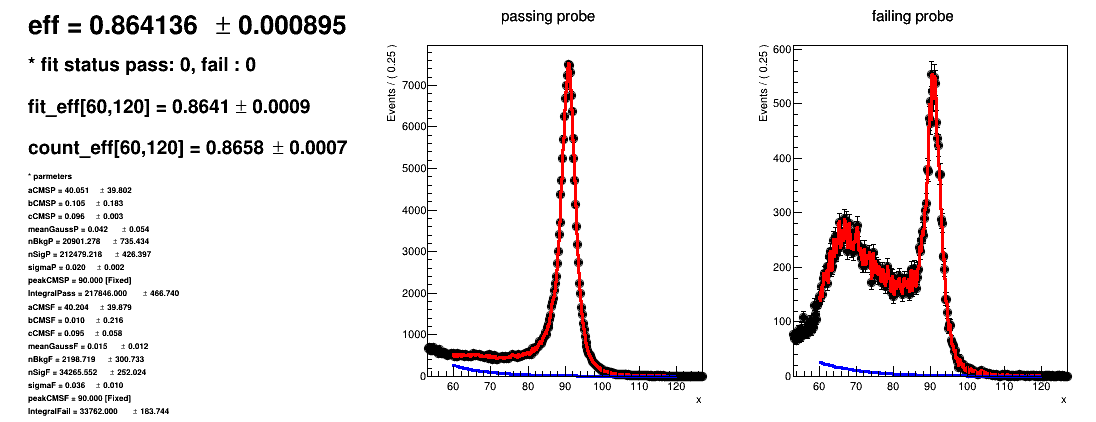 eff = 0.864136 ± 0.000895
* fit status pass: 0, fail : 0
fit_eff[60,120] = 0.8641 ± 0.0009
count_eff[60,120] = 0.8658 ± 0.0007
* parmeters
aCMSP = 40.051 ± 39.802
bCMSP = 0.105 ± 0.183
cCMSP = 0.096 ± 0.003
meanGaussP = 0.042 ± 0.054
nBkgP = 20901.278 ± 735.434
nSigP = 212479.218 ± 426.397
sigmaP = 0.020 ± 0.002
peakCMSP = 90.000 [Fixed]
IntegralPass = 217846.000 ± 466.740
aCMSF = 40.204 ± 39.879
bCMSF = 0.010 ± 0.216
cCMSF = 0.095 ± 0.058
meanGaussF = 0.015 ± 0.012
nBkgF = 2198.719 ± 300.733
nSigF = 34265.552 ± 252.024
sigmaF = 0.036 ± 0.010
peakCMSF = 90.000 [Fixed]
IntegralFail = 33762.000 ± 183.744
passing probe
Events / ( 0.25 )
7000
6000
5000
4000
3000
2000
1000
0
60 70 80 90 100 110 120
x
failing probe
Events / ( 0.25 )
600
500
400
300
200
100
0
60 70 80 90 100 110 120
x